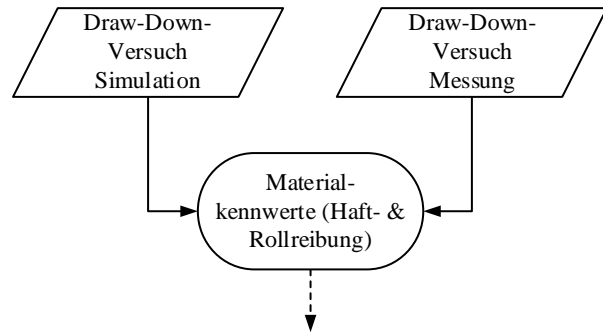 Draw-Down-
Versuch
Simulation
Draw-Down-
Versuch
Messung
Material-
kennwerte (Haft- &
Rollreibung)